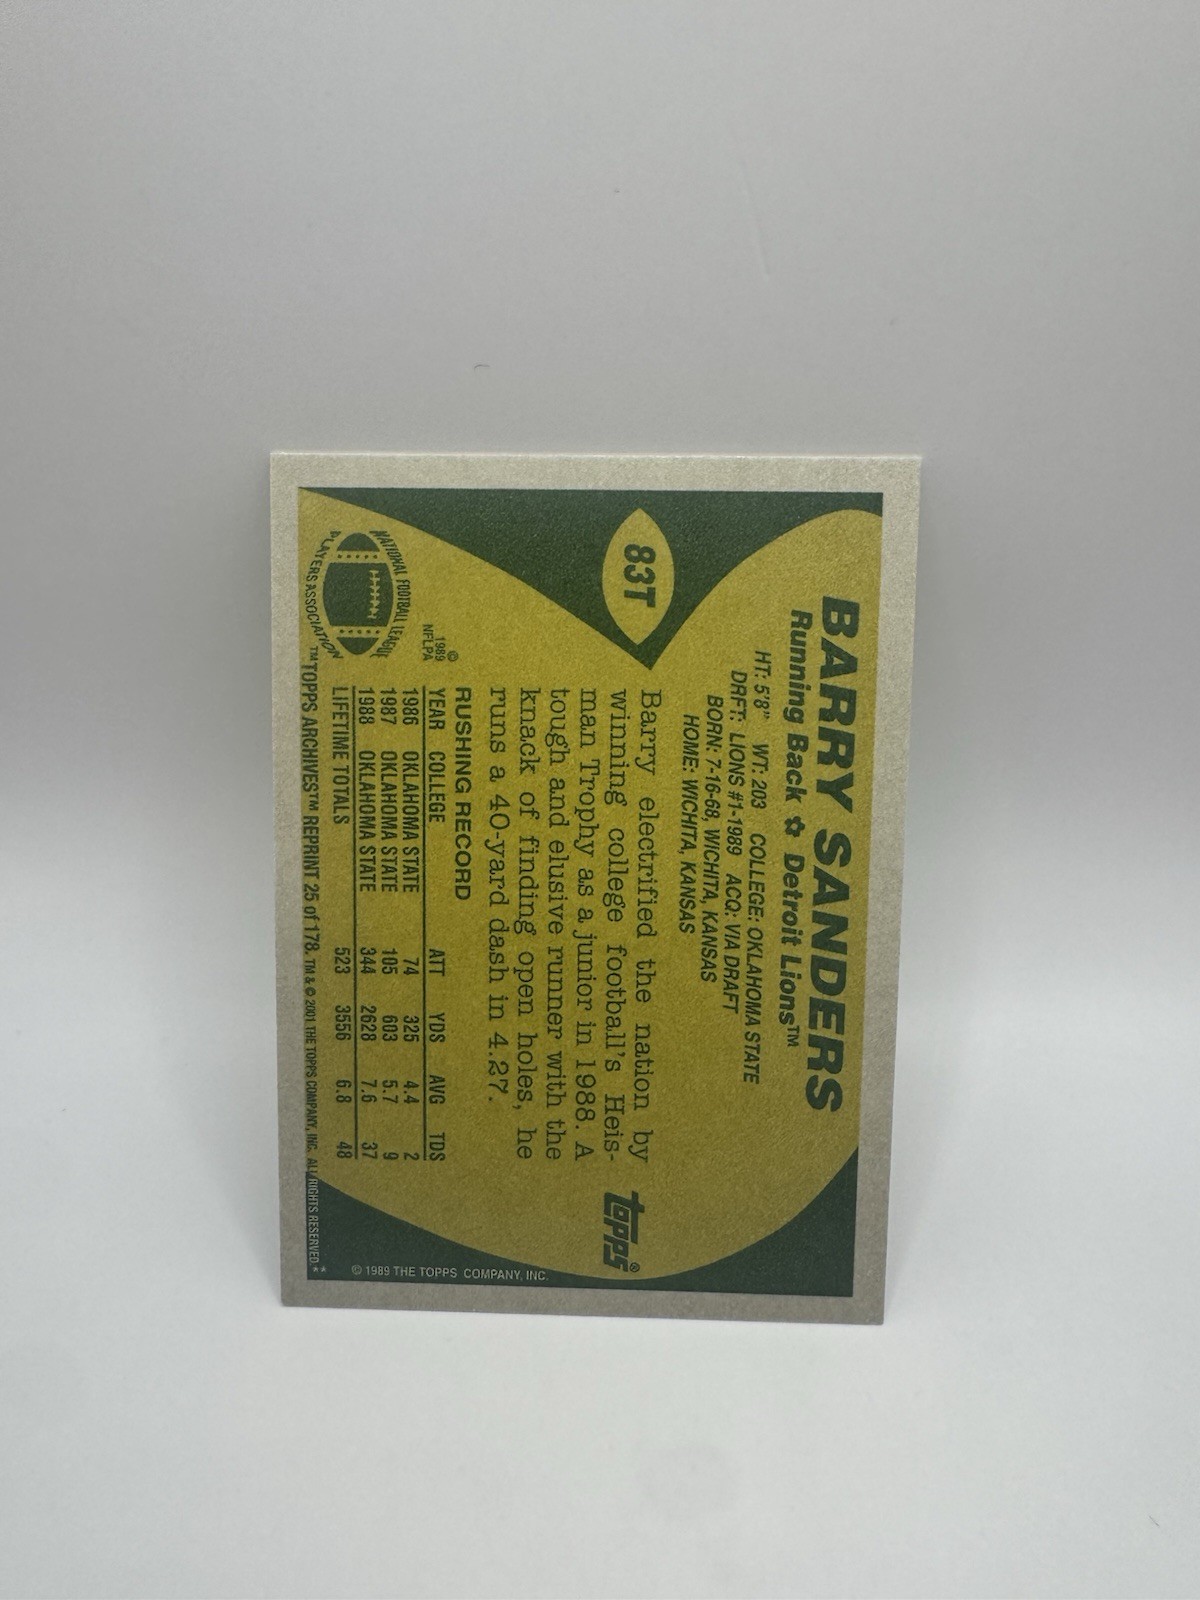 83T
BARRY SANDERS
Running Back ✿ Detroit Lions™
HT: 5'8" WT: 203 COLLEGE: OKLAHOMA STATE
DRFT: LIONS #1-1989 ACQ: VIA DRAFT
BORN: 7-16-68, WICHITA, KANSAS
HOME: WICHITA, KANSAS
Barry electrified the nation by
winning college football's Heis-
man Trophy as a junior in 1988. A
tough and elusive runner with the
knack of finding open holes, he
runs a 40-yard dash in 4.27.
topps®
RUSHING RECORD
YEAR COLLEGE ATT YDS AVG TDS
1986 OKLAHOMA STATE 74 325 4.4 2
1987 OKLAHOMA STATE 105 603 5.7 9
1988 OKLAHOMA STATE 344 2628 7.6 37
LIFETIME TOTALS 523 3556 6.8 48
©
1989
NFLPA
NATIONAL FOOTBALL LEAGUE
PLAYERS ASSOCIATION
© 1989 THE TOPPS COMPANY, INC.
™TOPPS ARCHIVES™ REPRINT 25 of 178. TM & © 2001 THE TOPPS COMPANY, INC. ALL RIGHTS RESERVED.**